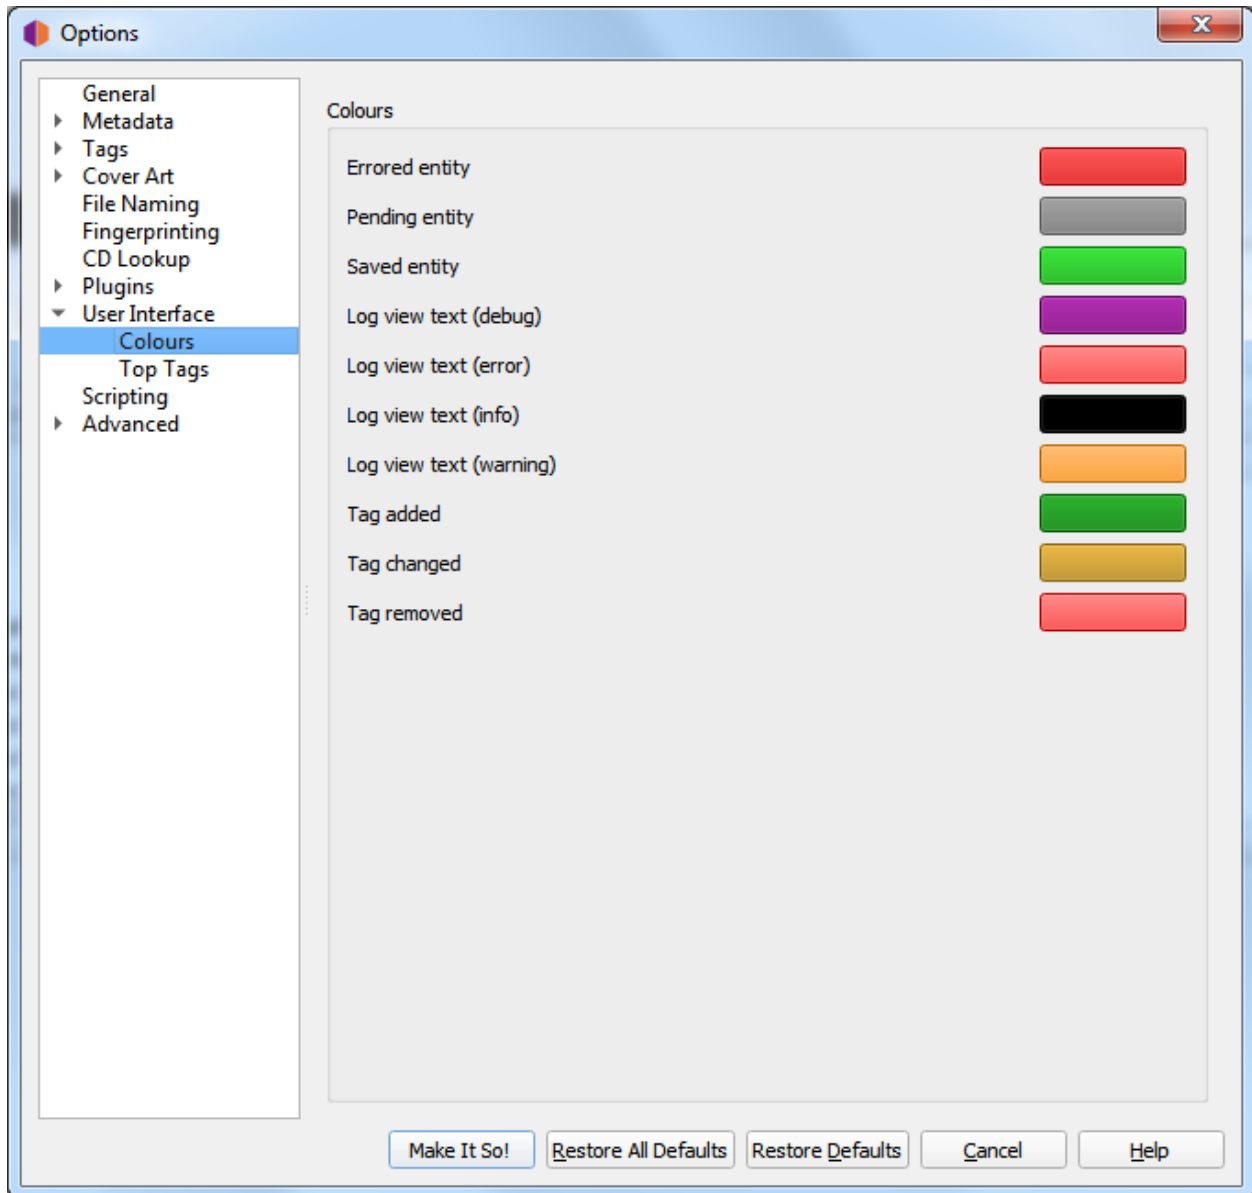 Options
General
Metadata
Tags
Cover Art
File Naming
Fingerprinting
CD Lookup
Plugins
User Interface
Colours
Top Tags
Scripting
Advanced
Colours
Errored entity
Pending entity
Saved entity
Log view text (debug)
Log view text (error)
Log view text (info)
Log view text (warning)
Tag added
Tag changed
Tag removed
Make It So! Restore All Defaults Restore Defaults Cancel Help